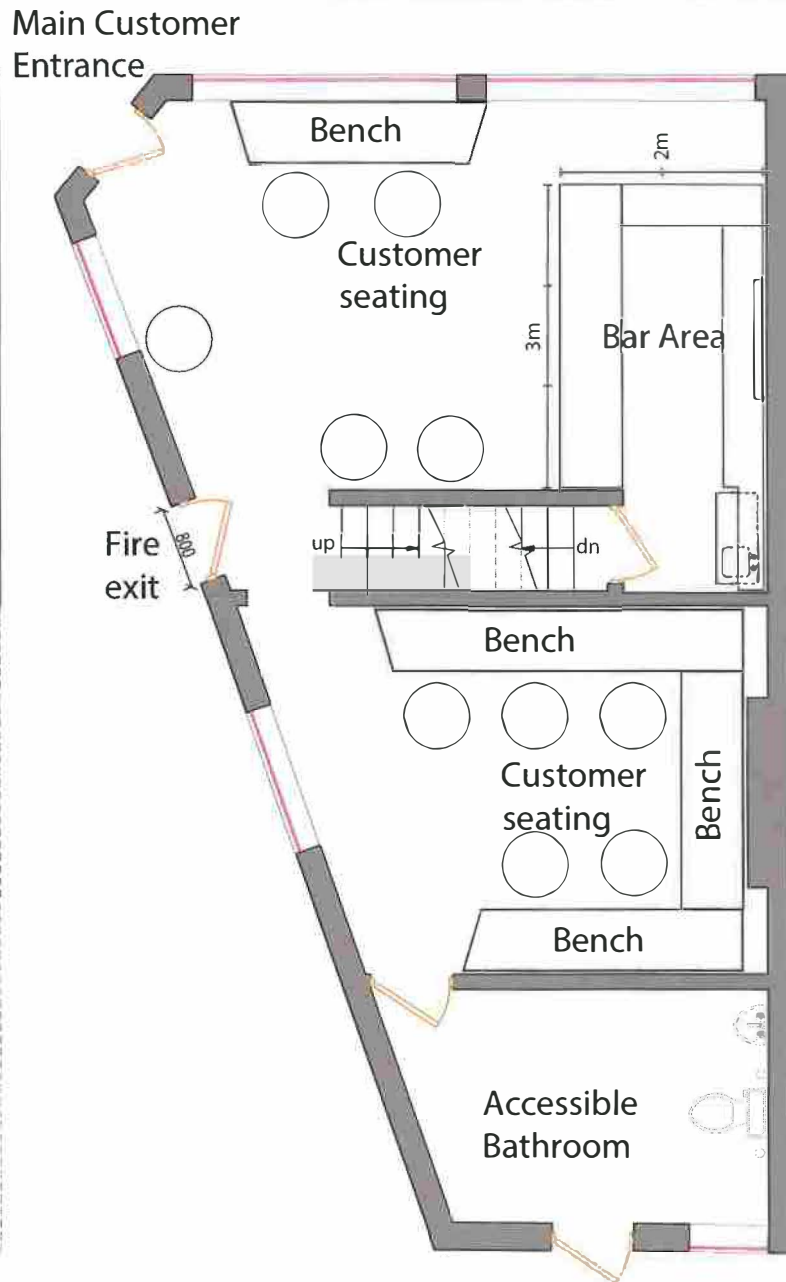 Main Customer
Entrance
Bench
2m
Customer
seating
3m
Bar Area
Fire
exit
800
up
dn
Bench
Customer
seating
Bench
Bench
Accessible
Bathroom